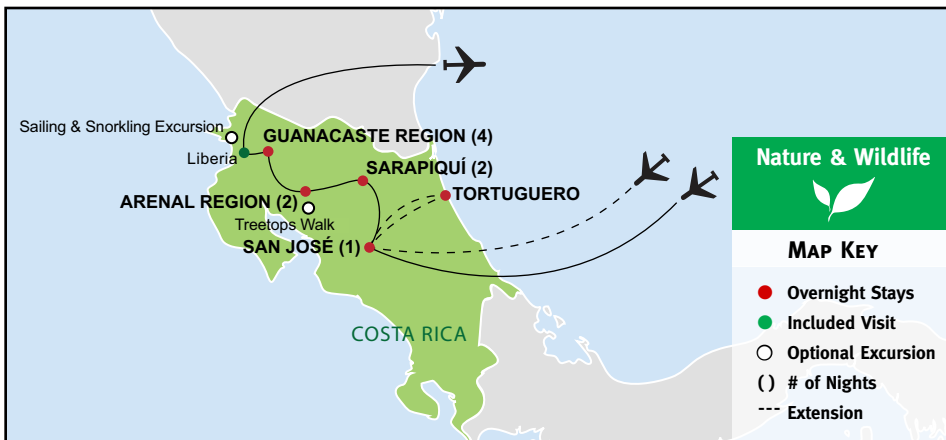 Sailing & Snorkling Excursion
GUANACASTE REGION (4)
Liberia
SARAPIQUÍ (2)
TORTUGUERO
ARENAL REGION (2)
Treetops Walk
SAN JOSÉ (1)
COSTA RICA
Nature & Wildlife
MAP KEY
Overnight Stays
Included Visit
Optional Excursion
( ) # of Nights
--- Extension